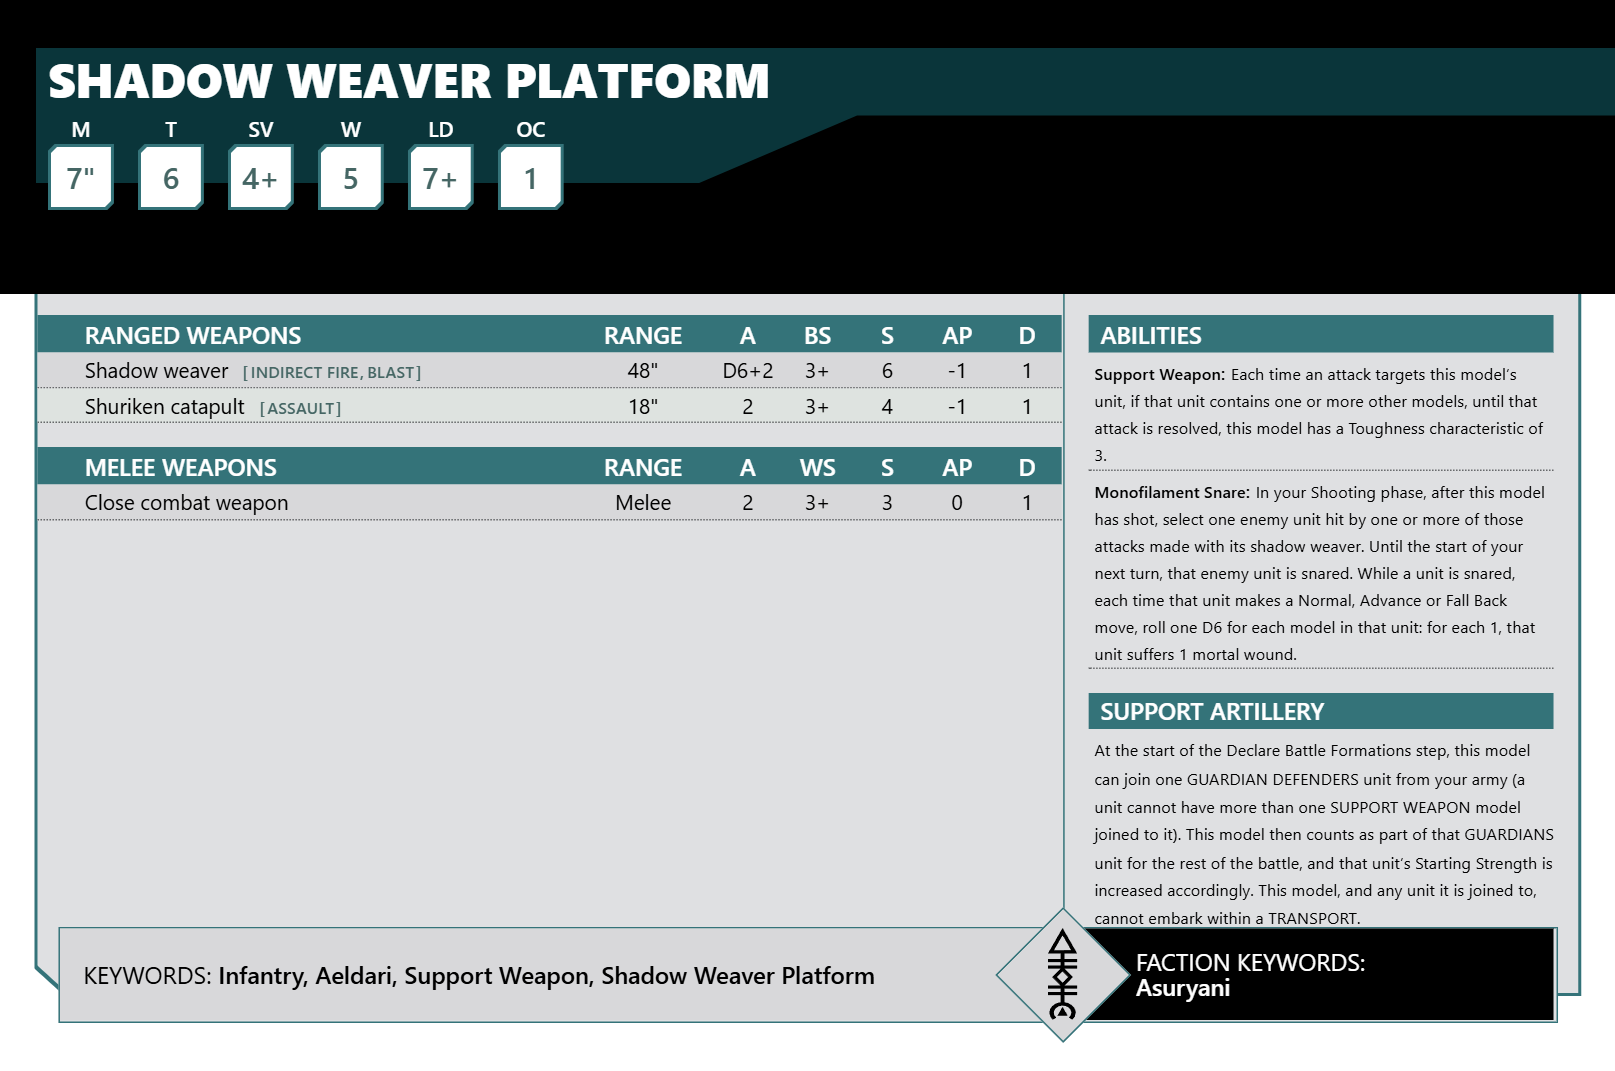 SHADOW WEAVER PLATFORM
M T SV W LD OC
7" 6 4+ 5 7+ 1
RANGED WEAPONS RANGE A BS S AP D
Shadow weaver [INDIRECT FIRE, BLAST] 48" D6+2 3+ 6 -1 1
Shuriken catapult [ASSAULT] 18" 2 3+ 4 -1 1
MELEE WEAPONS RANGE A WS S AP D
Close combat weapon Melee 2 3+ 3 0 1
ABILITIES
Support Weapon: Each time an attack targets this model's
unit, if that unit contains one or more other models, until that
attack is resolved, this model has a Toughness characteristic of
3.
Monofilament Snare: In your Shooting phase, after this model
has shot, select one enemy unit hit by one or more of those
attacks made with its shadow weaver. Until the start of your
next turn, that enemy unit is snared. While a unit is snared,
each time that unit makes a Normal, Advance or Fall Back
move, roll one D6 for each model in that unit: for each 1, that
unit suffers 1 mortal wound.
SUPPORT ARTILLERY
At the start of the Declare Battle Formations step, this model
can join one GUARDIAN DEFENDERS unit from your army (a
unit cannot have more than one SUPPORT WEAPON model
joined to it). This model then counts as part of that GUARDIANS
unit for the rest of the battle, and that unit's Starting Strength is
increased accordingly. This model, and any unit it is joined to,
cannot embark within a TRANSPORT.
KEYWORDS: Infantry, Aeldari, Support Weapon, Shadow Weaver Platform
FACTION KEYWORDS:
Asuryani